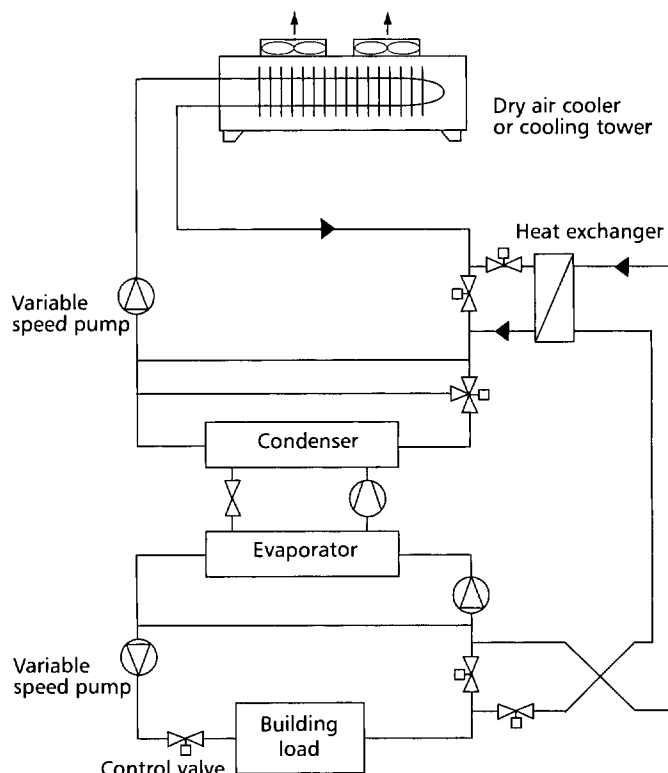 Dry air cooler
or cooling tower
Heat exchanger
Variable
speed pump
Condenser
Evaporator
Variable
speed pump
Building
load
Control valve